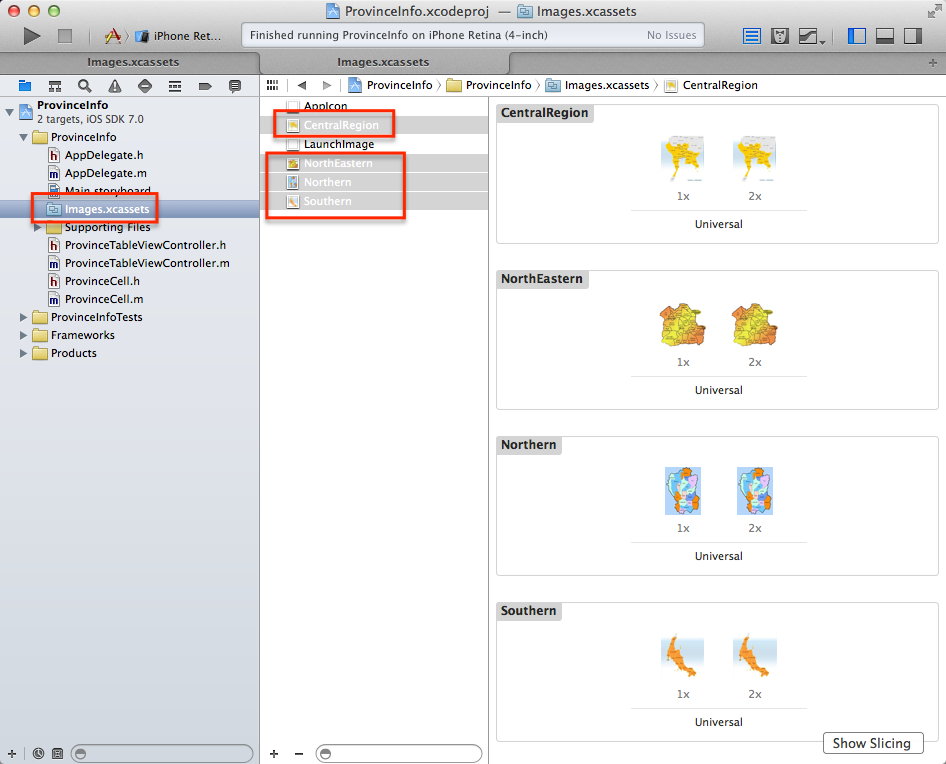 ProvinceInfo.xcodeproj — Images.xcassets
iPhone Ret...
Finished running ProvinceInfo on iPhone Retina (4-inch)
No Issues
Images.xcassets
Images.xcassets
ProvinceInfo
ProvinceInfo
Images.xcassets
CentralRegion
ProvinceInfo
2 targets, iOS SDK 7.0
ProvinceInfo
AppDelegate.h
AppDelegate.m
Main.storyboard
Images.xcassets
Supporting Files
ProvinceTableViewController.h
ProvinceTableViewController.m
ProvinceCell.h
ProvinceCell.m
ProvinceInfoTests
Frameworks
Products
AppIcon
CentralRegion
LaunchImage
NorthEastern
Northern
Southern
CentralRegion
1x 2x
Universal
NorthEastern
1x 2x
Universal
Northern
1x 2x
Universal
Southern
1x 2x
Universal
Show Slicing